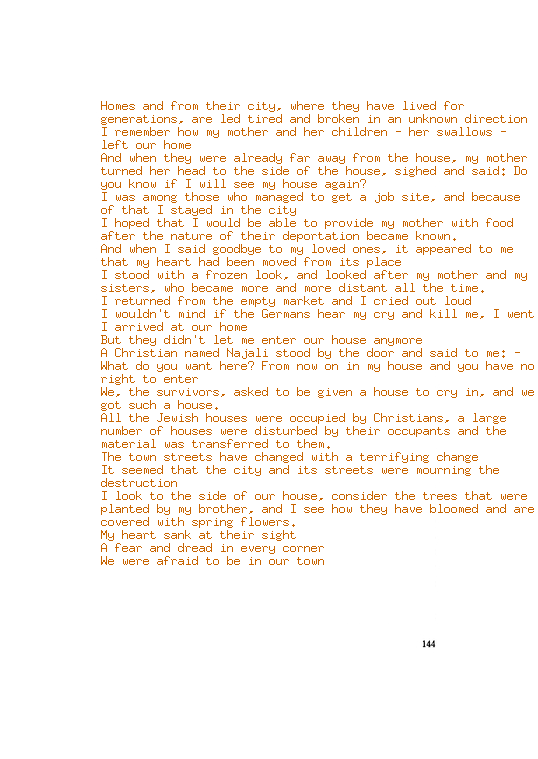 Homes and from their city, where they have lived for
generations, are led tired and broken in an unknown direction
I remember how my mother and her children - her swallows -
left our home
And when they were already far away from the house, my mother
turned her head to the side of the house, sighed and said: Do
you know if I will see my house again?
I was among those who managed to get a job site, and because
of that I stayed in the city
I hoped that I would be able to provide my mother with food
after the nature of their deportation became known.
And when I said goodbye to my loved ones, it appeared to me
that my heart had been moved from its place
I stood with a frozen look, and looked after my mother and my
sisters, who became more and more distant all the time.
I returned from the empty market and I cried out loud
I wouldn't mind if the Germans hear my cry and kill me, I went
I arrived at our home
But they didn't let me enter our house anymore
A Christian named Najali stood by the door and said to me: -
What do you want here? From now on in my house and you have no
right to enter
We, the survivors, asked to be given a house to cry in, and we
got such a house.
All the Jewish houses were occupied by Christians, a large
number of houses were disturbed by their occupants and the
material was transferred to them.
The town streets have changed with a terrifying change
It seemed that the city and its streets were mourning the
destruction
I look to the side of our house, consider the trees that were
planted by my brother, and I see how they have bloomed and are
covered with spring flowers.
My heart sank at their sight
A fear and dread in every corner
We were afraid to be in our town
144